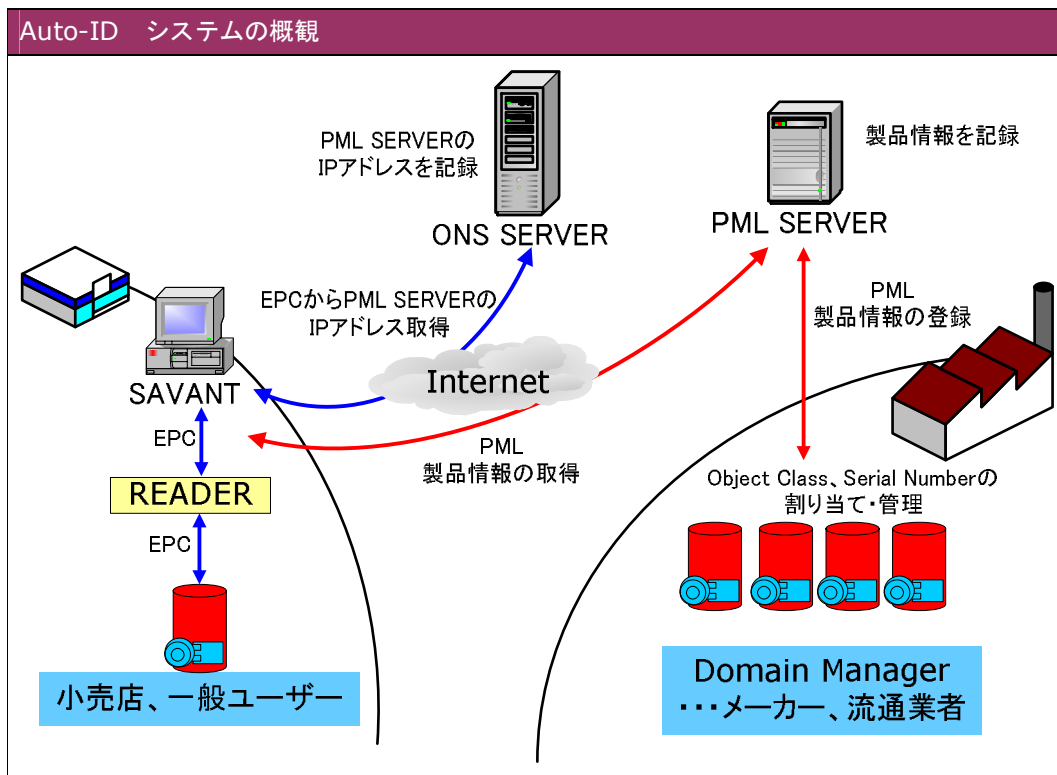 Auto-ID　システムの概観
PML SERVERの
IPアドレスを記録
製品情報を記録
ONS SERVER
PML SERVER
EPCからPML SERVERの
IPアドレス取得
PML
製品情報の登録
Internet
SAVANT
EPC
PML
製品情報の取得
READER
Object Class、Serial Numberの
割り当て・管理
EPC
小売店、一般ユーザー
Domain Manager
・・・メーカー、流通業者